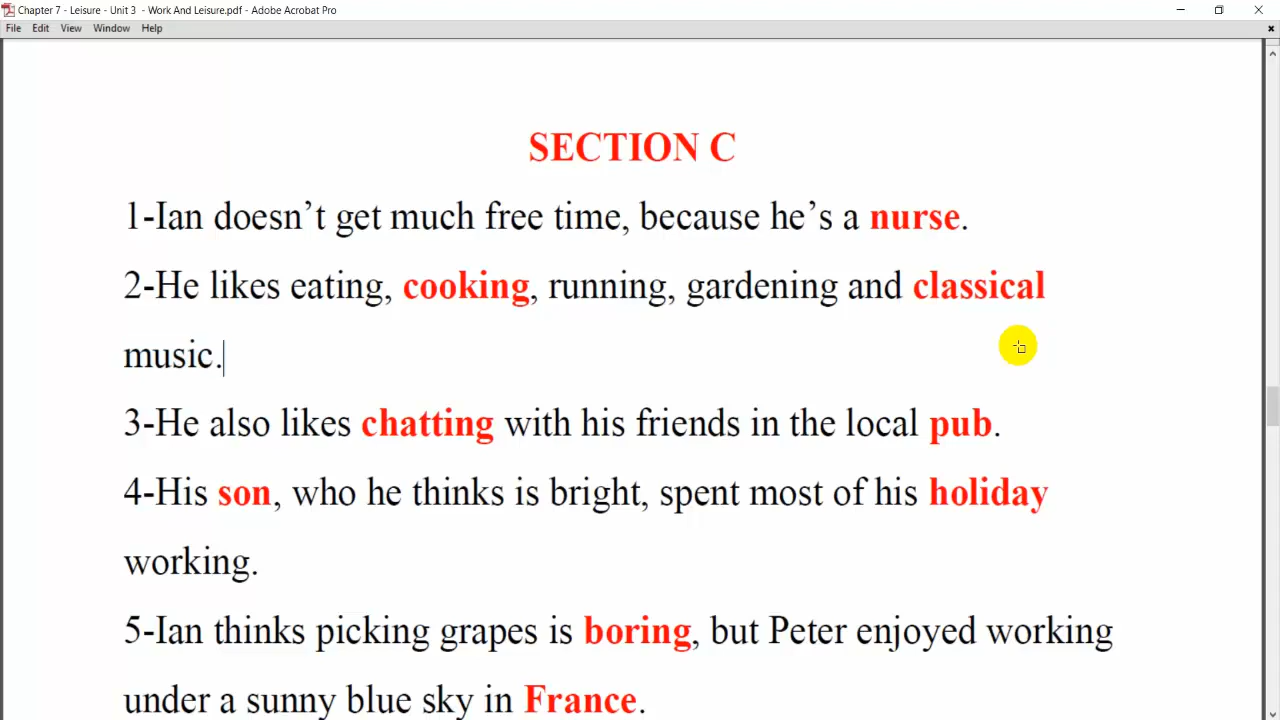 Chapter 7 - Leisure - Unit 3 - Work And Leisure.pdf - Adobe Acrobat Pro
File Edit View Window Help
SECTION C
1-Ian doesn’t get much free time, because he’s a nurse.
2-He likes eating, cooking, running, gardening and classical
music.
3-He also likes chatting with his friends in the local pub.
4-His son, who he thinks is bright, spent most of his holiday
working.
5-Ian thinks picking grapes is boring, but Peter enjoyed working
under a sunny blue sky in France.